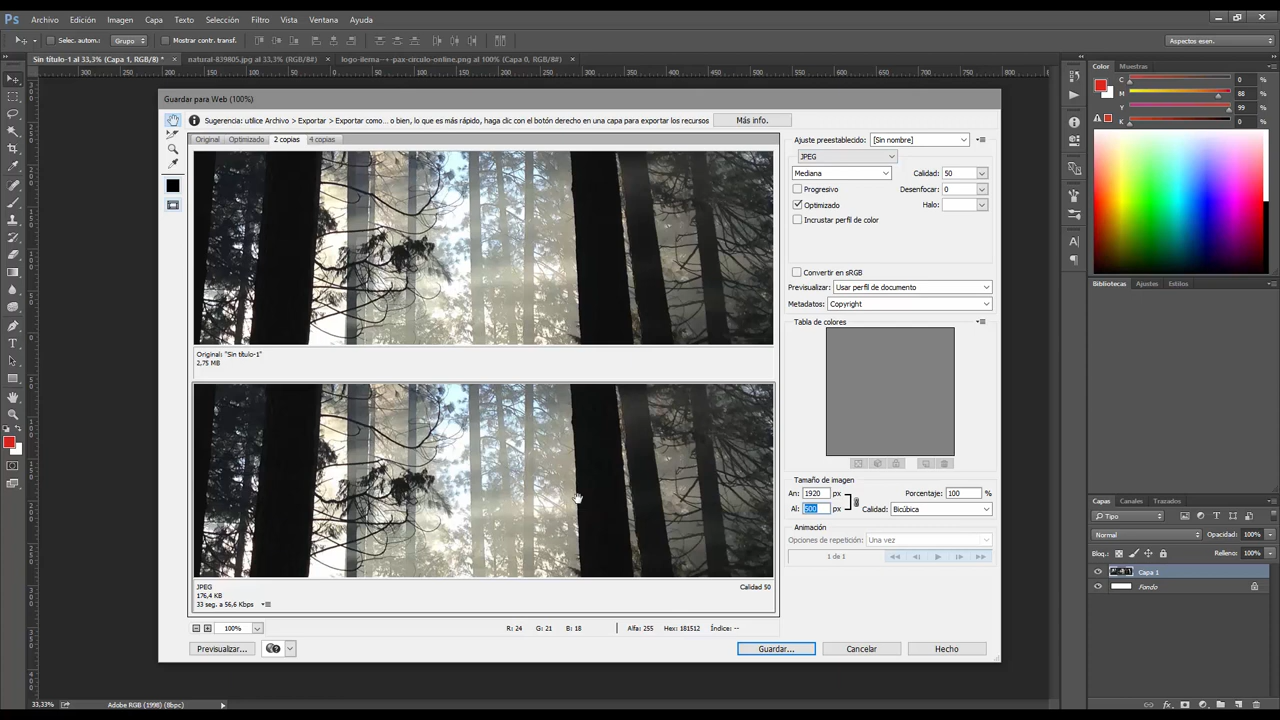 Ps Archivo Edición Imagen Capa Texto Selección Filtro Vista Ventana Ayuda
Selec. autom.: Grupo Mostrar contr. transf. Aspectos esen.
Sin título-1 al 33,3% (Capa 1, RGB/8) * × natural-839805.jpg al 33,3% (RGB/8#) × ×
Color Muestras
C 0 %
M 88 %
Y 99 %
K 0 %
Guardar para Web (100%)
Sugerencia: utilice Archivo > Exportar > Exportar como... o bien, lo que es más rápido, haga clic con el botón derecho en una capa para exportar los recursos Más info.
Original Optimizado 2 copias 4 copias
Ajuste preestablecido: [Sin nombre]
JPEG
Mediana Calidad: 50
Progresivo Desenfocar: 0
Optimizado Halo:
Incrustar perfil de color
Convertir en sRGB
Previsualizar: Usar perfil de documento
Metadatos: Copyright
Tabla de colores
Original: "Sin título-1"
2,75 MB
Tamaño de imagen
An: 1920 px Porcentaje: 100 %
Al: 500 px Calidad: Bicúbica
Animación
Opciones de repetición: Una vez
1 de 1
JPEG Calidad 50
176,4 KB
33 seg. a 56,6 Kbps
100% R: 24 G: 21 B: 18 Alfa: 255 Hex: 181512 Índice: --
Previsualizar... Guardar... Cancelar Hecho
Bibliotecas Ajustes Estilos
Capas Canales Trazados
Tipo
Normal Opacidad: 100%
Bloq.: Relleno: 100%
Capa 1
Fondo
33,33% Adobe RGB (1998) (8bpc)